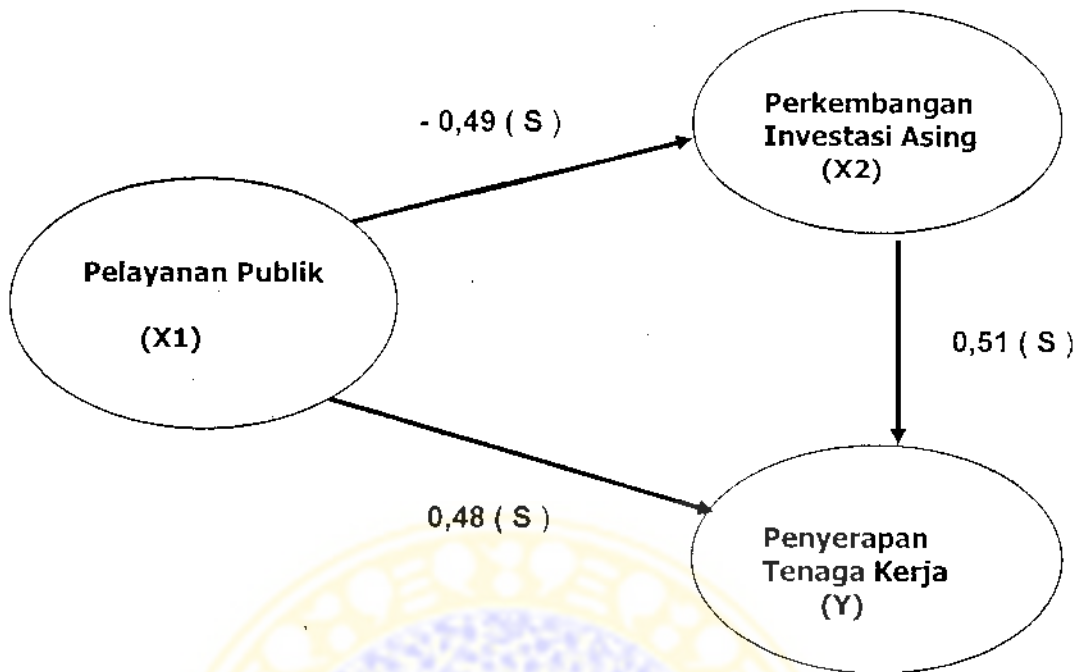 - 0,49 ( S )
Perkembangan
Investasi Asing
(X2)
Pelayanan Publik
(X1)
0,51 ( S )
0,48 ( S )
Penyerapan
Tenaga Kerja
(Y)